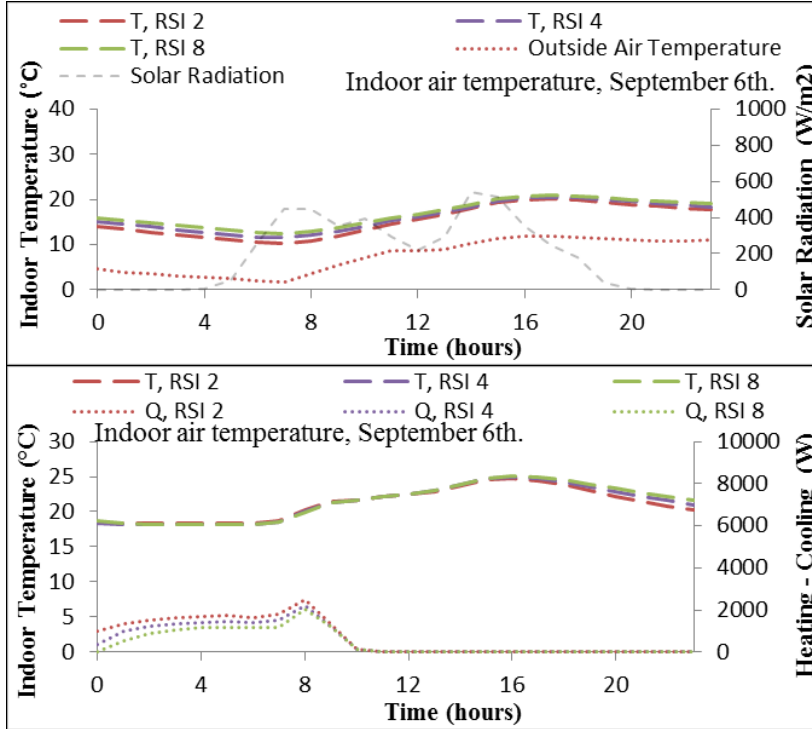 T, RSI 2 T, RSI 4
T, RSI 8 Outside Air Temperature
Solar Radiation
Indoor air temperature, September 6th.
Indoor Temperature (°C)
40
30
20
10
0
1000
800
600
400
200
0
Solar Radiation (W/m2)
0 4 8 12 16 20
Time (hours)
T, RSI 2 T, RSI 4 T, RSI 8
Q, RSI 2 Q, RSI 4 Q, RSI 8
Indoor air temperature, September 6th.
Indoor Temperature (°C)
30
25
20
15
10
5
0
10000
8000
6000
4000
2000
0
Heating - Cooling (W)
0 4 8 12 16 20
Time (hours)